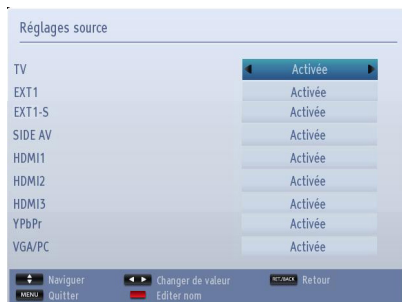 Réglages source
TV Activée
EXT1 Activée
EXT1-S Activée
SIDE AV Activée
HDMI1 Activée
HDMI2 Activée
HDMI3 Activée
YPbPr Activée
VGA/PC Activée
Naviguer Changer de valeur RET./BACK Retour
MENU Quitter Editer nom